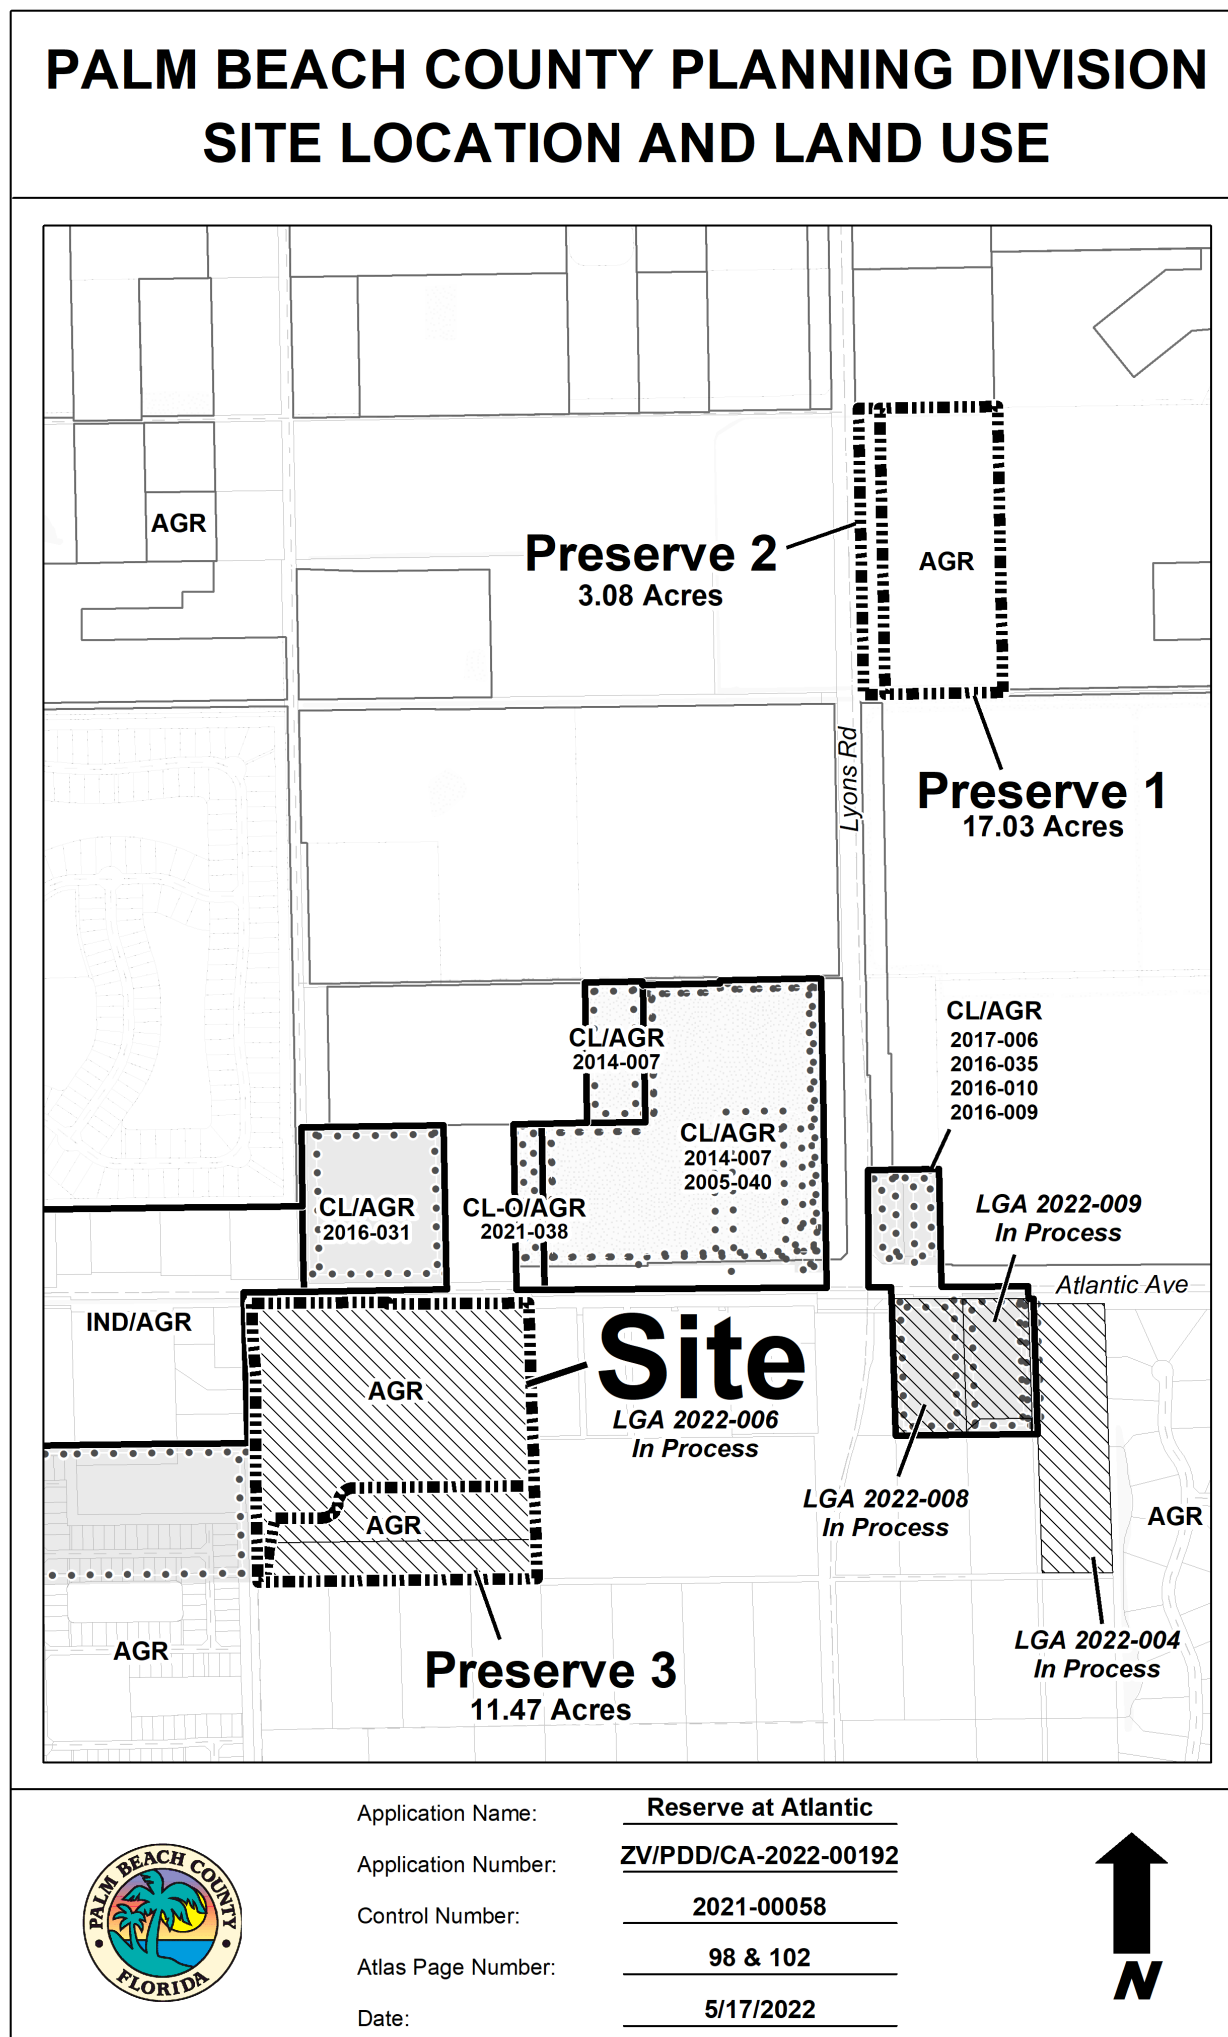 PALM BEACH COUNTY PLANNING DIVISION
SITE LOCATION AND LAND USE
AGR
Preserve 2
3.08 Acres
AGR
Lyons Rd
Preserve 1
17.03 Acres
CL/AGR
2014-007
CL/AGR
2017-006
2016-035
2016-010
2016-009
CL/AGR
2014-007
2005-040
CL/AGR
2016-031
CL-O/AGR
2021-038
LGA 2022-009
In Process
Atlantic Ave
IND/AGR
Site
LGA 2022-006
In Process
AGR
AGR
LGA 2022-008
In Process
AGR
AGR
LGA 2022-004
In Process
Preserve 3
11.47 Acres
Application Name: Reserve at Atlantic
Application Number: ZV/PDD/CA-2022-00192
Control Number: 2021-00058
Atlas Page Number: 98 & 102
Date: 5/17/2022
PALM BEACH COUNTY
FLORIDA
N